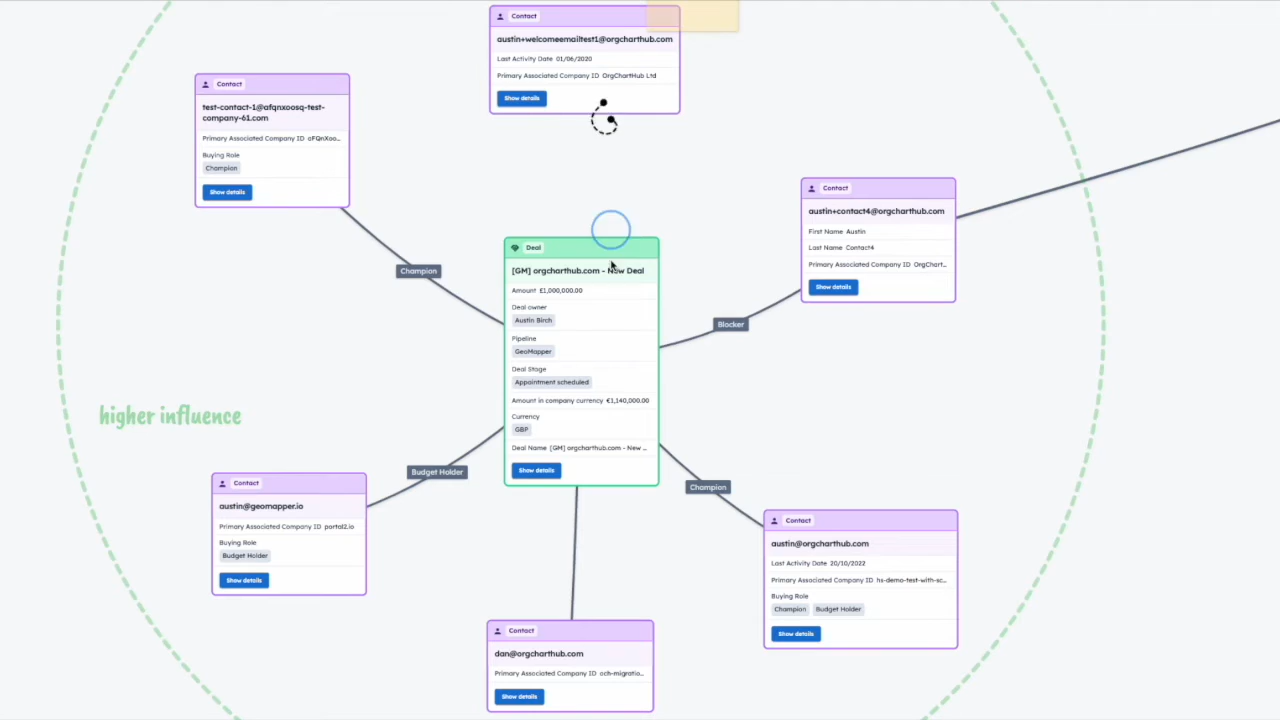 Contact
austin+welcomeemailtest1@orgcharthub.com
Last Activity Date 01/06/2020
Primary Associated Company ID OrgChartHub Ltd
Show details
Contact
test-contact-1@afqnxoosq-test-
company-61.com
Primary Associated Company ID aFQnXoo...
Buying Role
Champion
Show details
Contact
austin+contact4@orgcharthub.com
First Name Austin
Last Name Contact4
Primary Associated Company ID OrgChart...
Show details
Champion
Blocker
Deal
[GM] orgcharthub.com - New Deal
Amount £1,000,000.00
Deal owner
Austin Birch
Pipeline
GeoMapper
Deal Stage
Appointment scheduled
Amount in company currency €1,140,000.00
Currency
GBP
Deal Name [GM] orgcharthub.com - New ...
Show details
higher influence
Budget Holder
Champion
Contact
austin@geomapper.io
Primary Associated Company ID portal2.io
Buying Role
Budget Holder
Show details
Contact
austin@orgcharthub.com
Last Activity Date 20/10/2022
Primary Associated Company ID hs-demo-test-with-sc...
Buying Role
Champion Budget Holder
Show details
Contact
dan@orgcharthub.com
Primary Associated Company ID och-migratio...
Show details